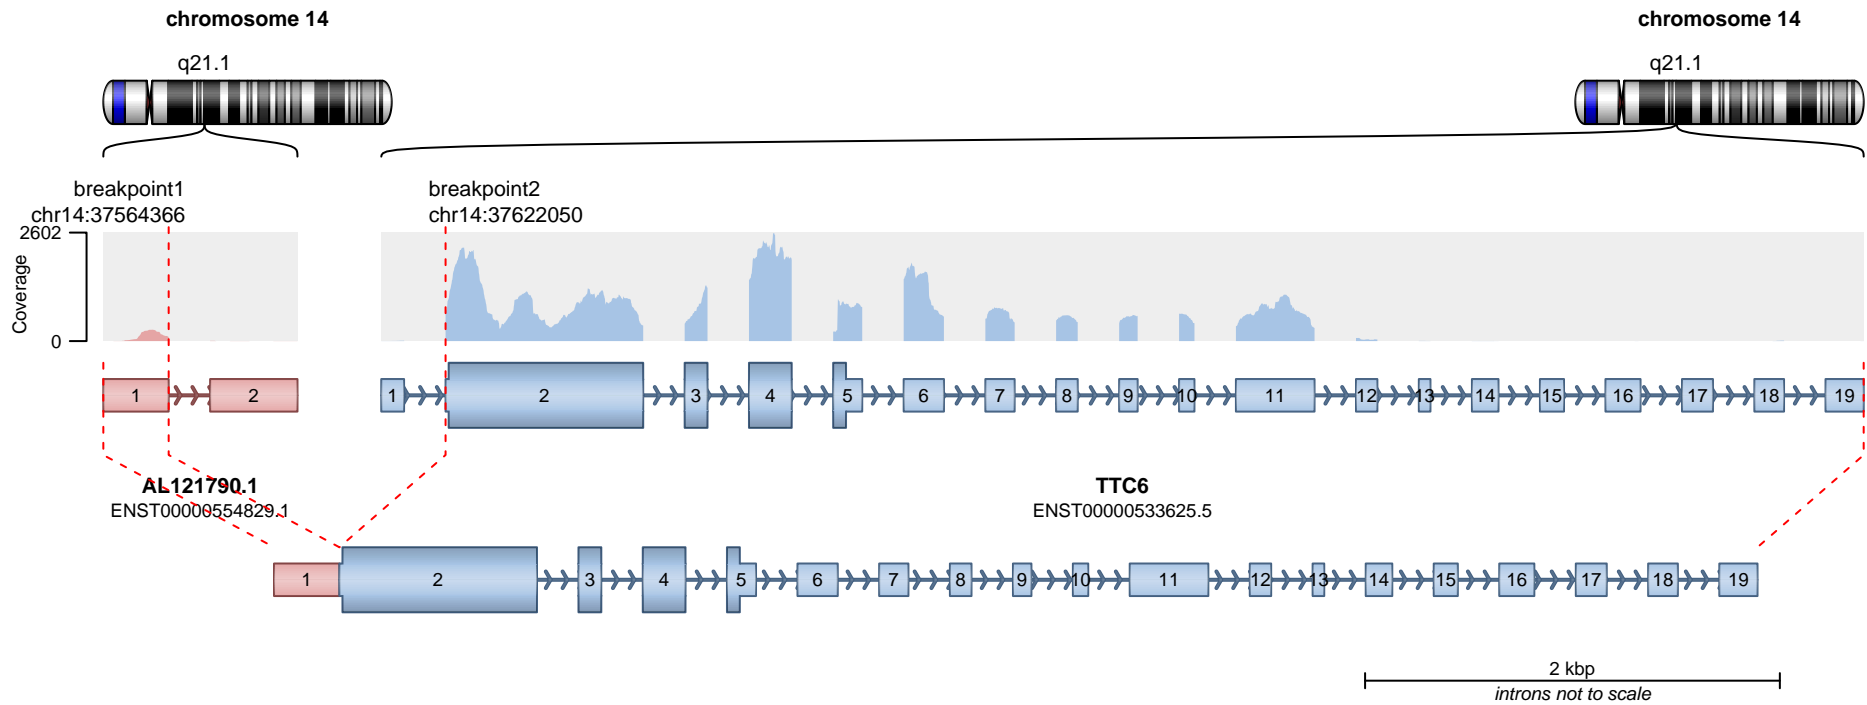 chromosome 14
chromosome 14
q21.1
q21.1
breakpoint1
chr14:37564366
breakpoint2
chr14:37622050
2602
Coverage
0
1 2
1 2 3 4 5 6 7 8 9 10 11 12 13 14 15 16 17 18 19
AL121790.1
ENST00000554829.1
TTC6
ENST00000533625.5
1 2 3 4 5 6 7 8 9 10 11 12 13 14 15 16 17 18 19
2 kbp
introns not to scale